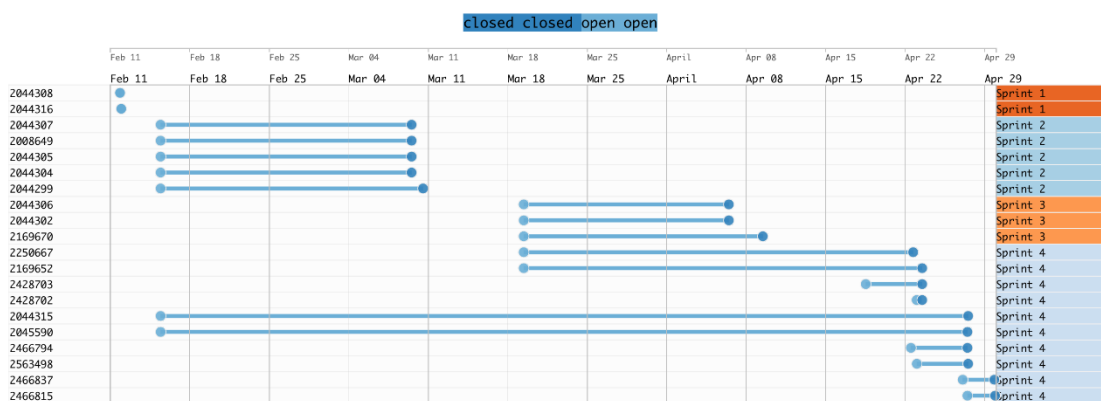 closed closed open open
Feb 11 Feb 18 Feb 25 Mar 04 Mar 11 Mar 18 Mar 25 April Apr 08 Apr 15 Apr 22 Apr 29
Feb 11 Feb 18 Feb 25 Mar 04 Mar 11 Mar 18 Mar 25 April Apr 08 Apr 15 Apr 22 Apr 29
2044308 Sprint 1
2044316 Sprint 1
2044307 Sprint 2
2008649 Sprint 2
2044305 Sprint 2
2044304 Sprint 2
2044299 Sprint 2
2044306 Sprint 3
2044302 Sprint 3
2169670 Sprint 3
2250667 Sprint 4
2169652 Sprint 4
2428703 Sprint 4
2428702 Sprint 4
2044315 Sprint 4
2045590 Sprint 4
2466794 Sprint 4
2563498 Sprint 4
2466837 Sprint 4
2466815 Sprint 4